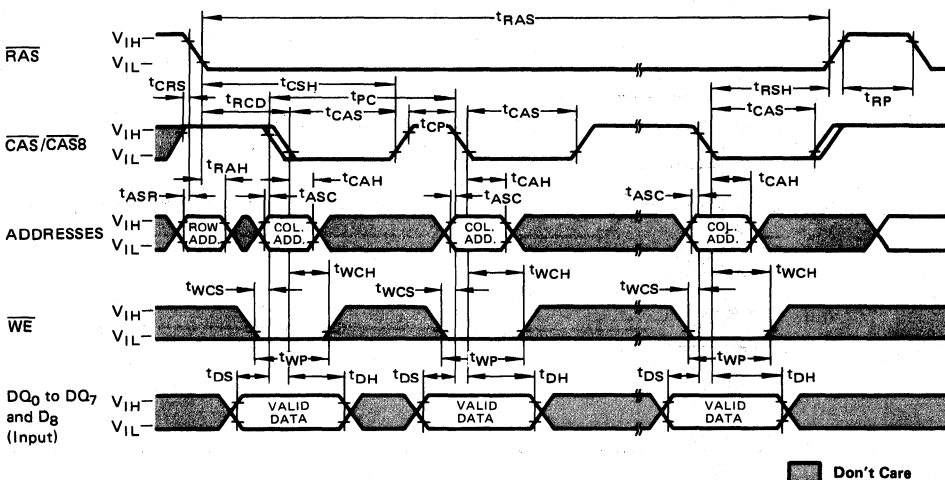 tRAS
RAS
VIH–
VIL–
tCRS
tCSH
tRCD
tPC
tCAS
tCP
tCAS
tRSH
tCAS
tRP
CAS/CAS8
VIH–
VIL–
tRAH
tCAH
tCAH
tCAH
tASR
tASC
tASC
tASC
ADDRESSES
VIH–
VIL–
ROW
ADD.
COL.
ADD.
COL.
ADD.
COL.
ADD.
tWCH
tWCH
tWCH
tWCS
tWCS
tWCS
WE
VIH–
VIL–
tWP
tWP
tWP
tDS
tDH
tDS
tDH
tDS
tDH
DQ0 to DQ7
and D8
(Input)
VIH–
VIL–
VALID
DATA
VALID
DATA
VALID
DATA
Don't Care